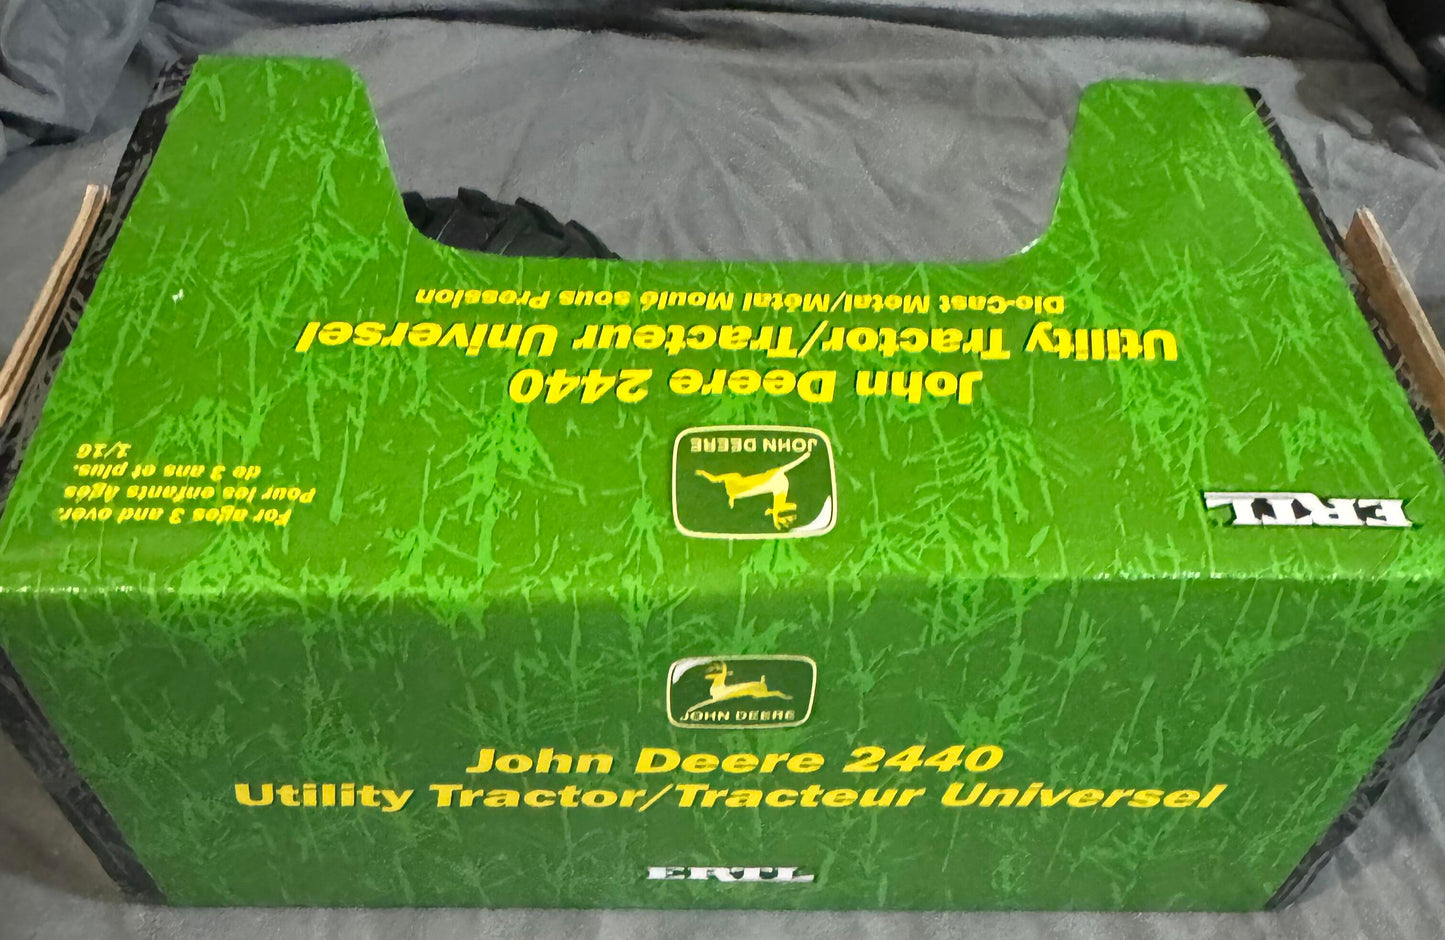 Die-Cast Metal/Métal Moulé sous Pression
Utility Tractor/Tracteur Universel
John Deere 2440
JOHN DEERE
ERTL
For ages 3 and over.
Pour les enfants âgés
de 3 ans et plus.
1/16
JOHN DEERE
John Deere 2440
Utility Tractor/Tracteur Universel
ERTL